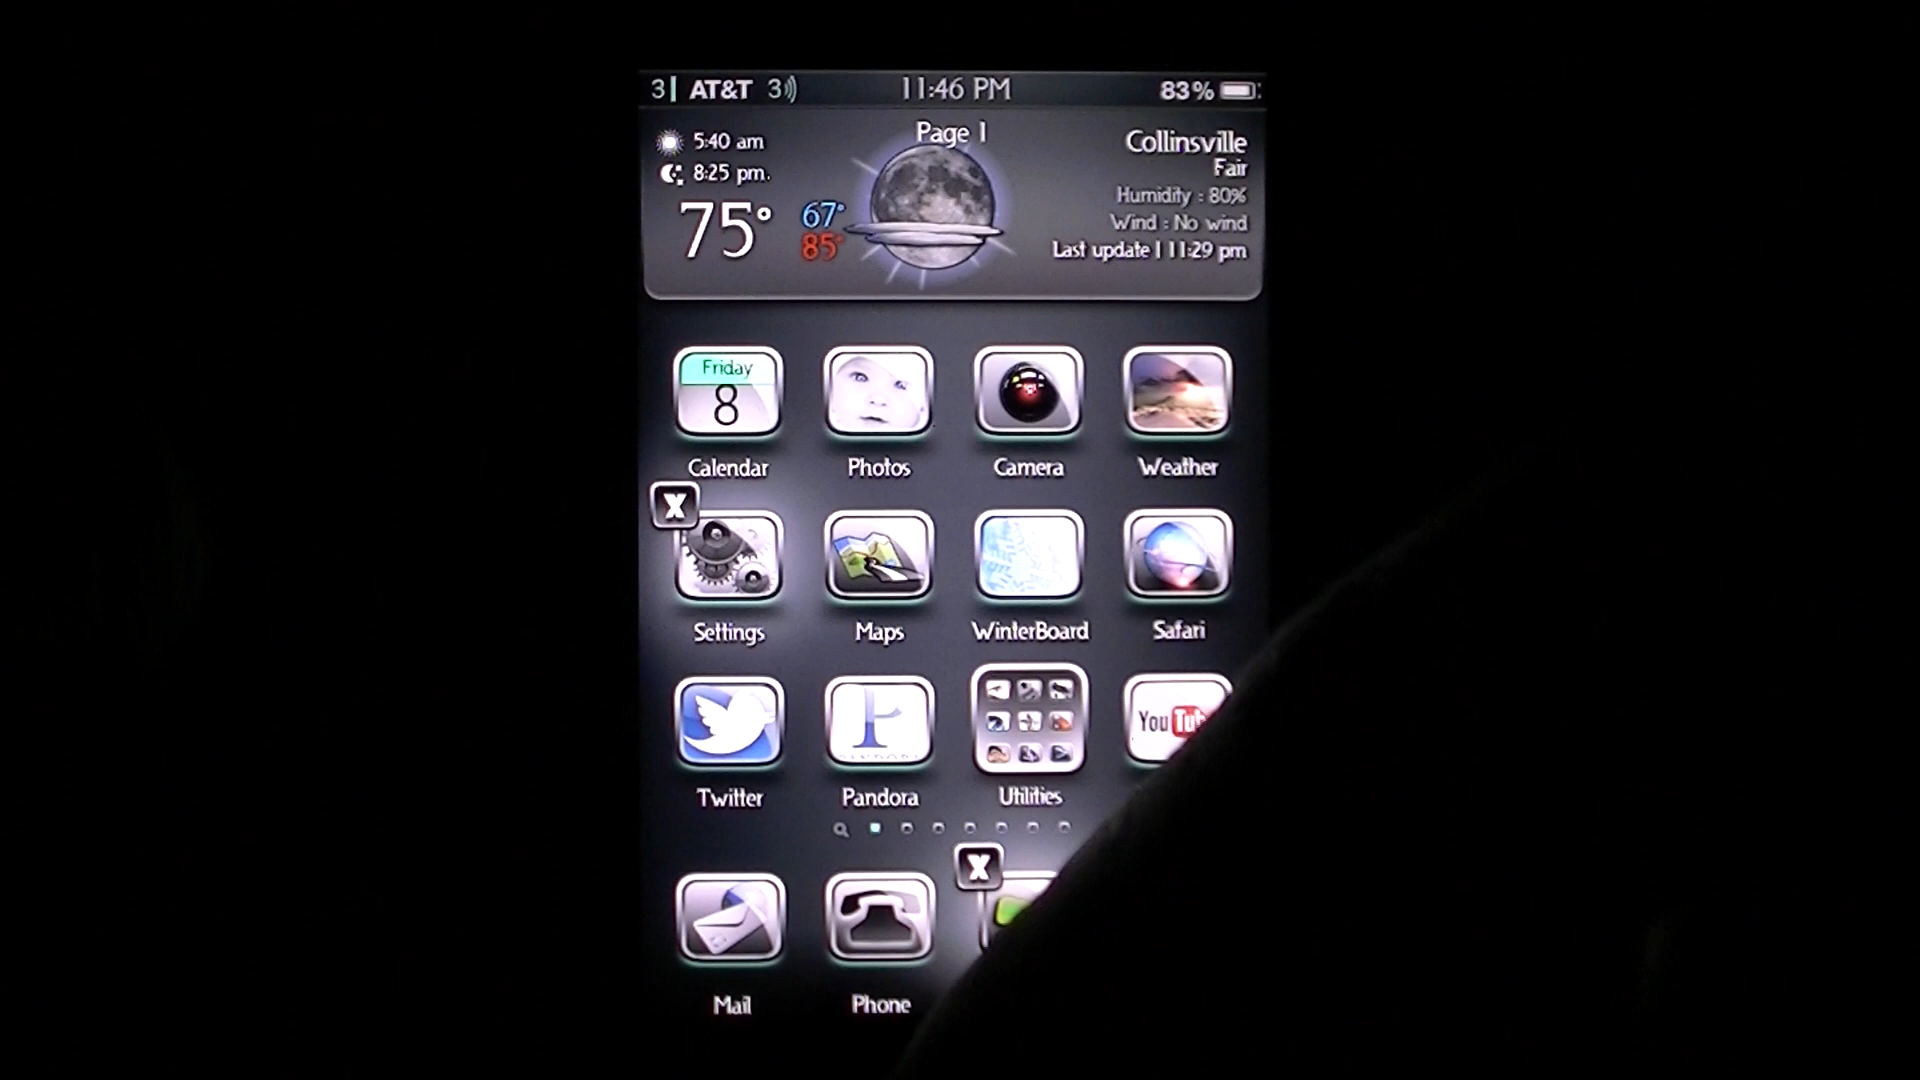 3 AT&T 3 11:46 PM 83%
Page 1
5:40 am
8:25 pm
75° 67°
85°
Collinsville
Fair
Humidity : 80%
Wind : No wind
Last update | 11:29 pm
Friday
8
Calendar Photos Camera Weather
X
Settings Maps WinterBoard Safari
You Tub
Twitter Pandora Utilities
X
Mail Phone